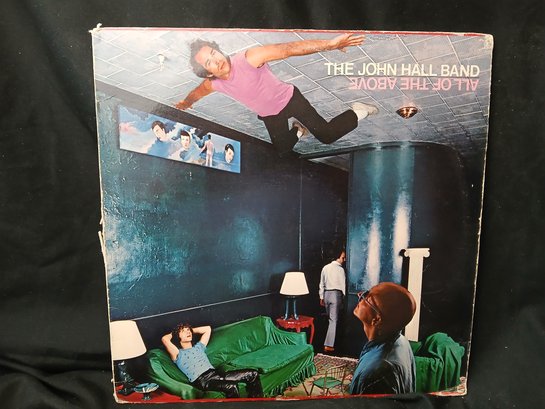 THE JOHN HALL BAND
ALL OF THE ABOVE